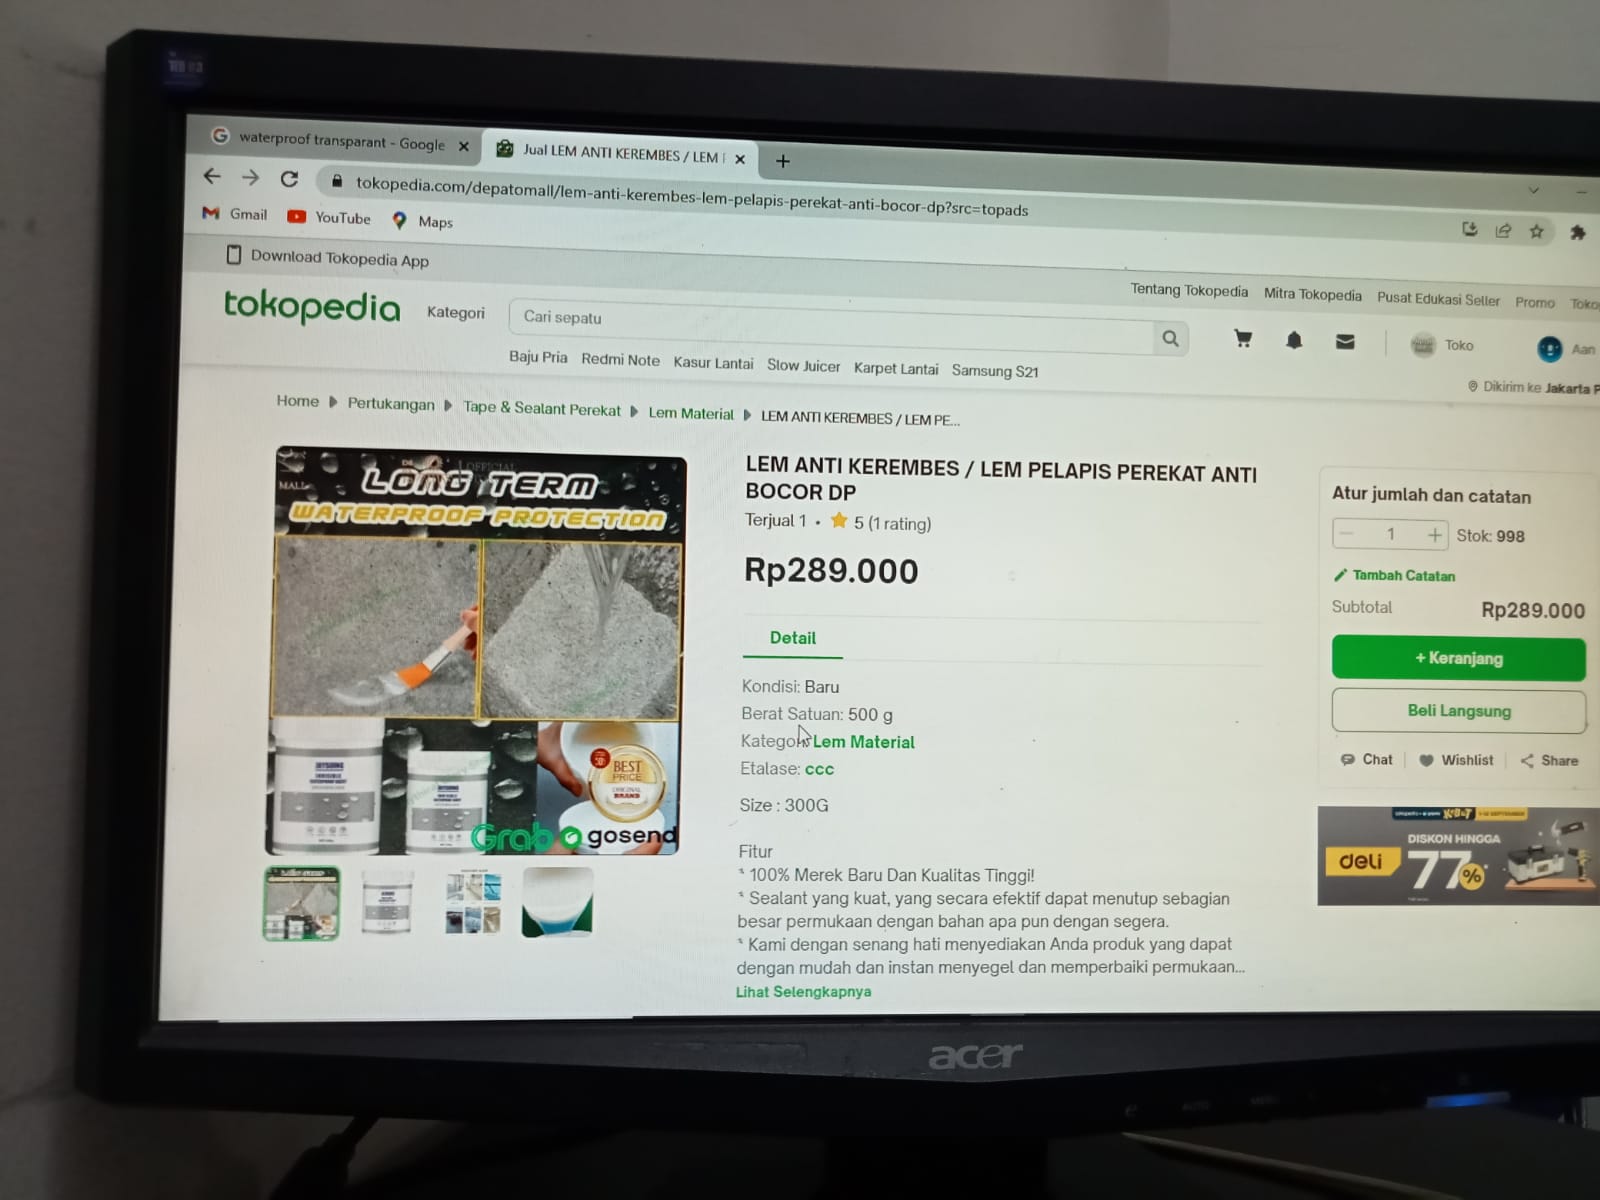 waterproof transparant - Google
Jual LEM ANTI KEREMBES / LEM
tokopedia.com/depatomall/lem-anti-kerembes-lem-pelapis-perekat-anti-bocor-dp?src=topads
Gmail YouTube Maps
Download Tokopedia App
Tentang Tokopedia Mitra Tokopedia Pusat Edukasi Seller Promo
tokopedia Kategori Cari sepatu Toko Aan
Baju Pria Redmi Note Kasur Lantai Slow Juicer Karpet Lantai Samsung S21
Dikirim ke Jakarta P
Home Pertukangan Tape & Sealant Perekat Lem Material LEM ANTI KEREMBES / LEM PE...
OFFICIAL
MALL
LONG TERM
WATERPROOF PROTECTION
BEST
PRICE
ORIGINAL
BRAND
Grab gosend
LEM ANTI KEREMBES / LEM PELAPIS PEREKAT ANTI
BOCOR DP
Terjual 1 • 5 (1 rating)
Rp289.000
Detail
Kondisi: Baru
Berat Satuan: 500 g
Kategori: Lem Material
Etalase: ccc
Size : 300G
Fitur
* 100% Merek Baru Dan Kualitas Tinggi!
* Sealant yang kuat, yang secara efektif dapat menutup sebagian
besar permukaan dengan bahan apa pun dengan segera.
* Kami dengan senang hati menyediakan Anda produk yang dapat
dengan mudah dan instan menyegel dan memperbaiki permukaan...
Lihat Selengkapnya
Atur jumlah dan catatan
1 Stok: 998
Tambah Catatan
Subtotal Rp289.000
+ Keranjang
Beli Langsung
Chat Wishlist Share
DISKON HINGGA
deli 77%
acer